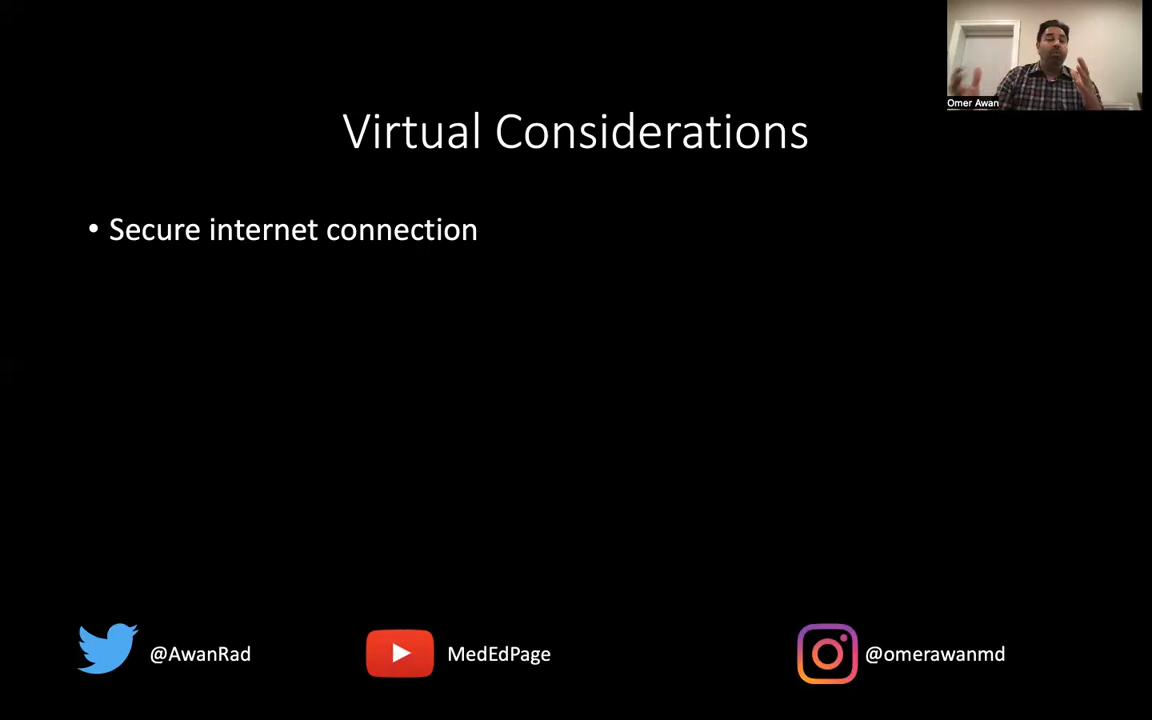 Omer Awan
Virtual Considerations
• Secure internet connection
@AwanRad
MedEdPage
@omerawanmd